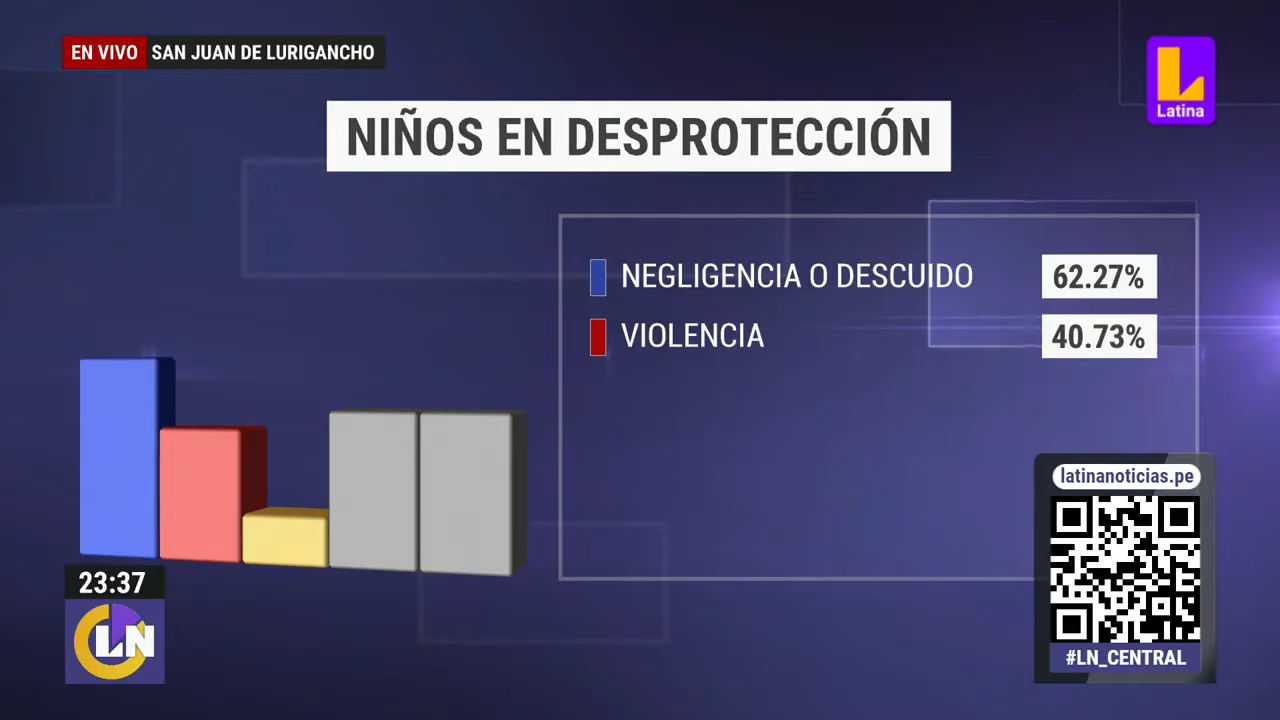 EN VIVO SAN JUAN DE LURIGANCHO
Latina
NIÑOS EN DESPROTECCIÓN
NEGLIGENCIA O DESCUIDO 62.27%
VIOLENCIA 40.73%
latinanoticias.pe
23:37
LN
#LN_CENTRAL